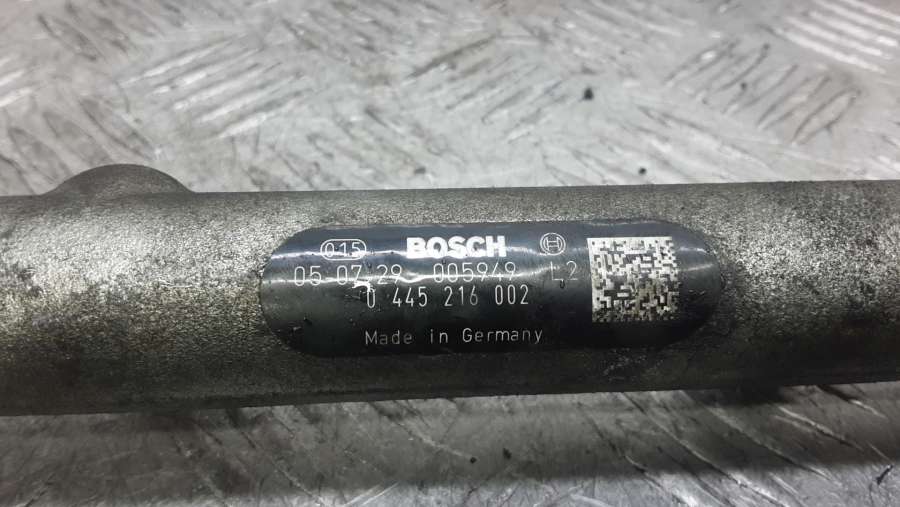 015 BOSCH
05 07 29 005949 L2
0 445 216 002
Made in Germany